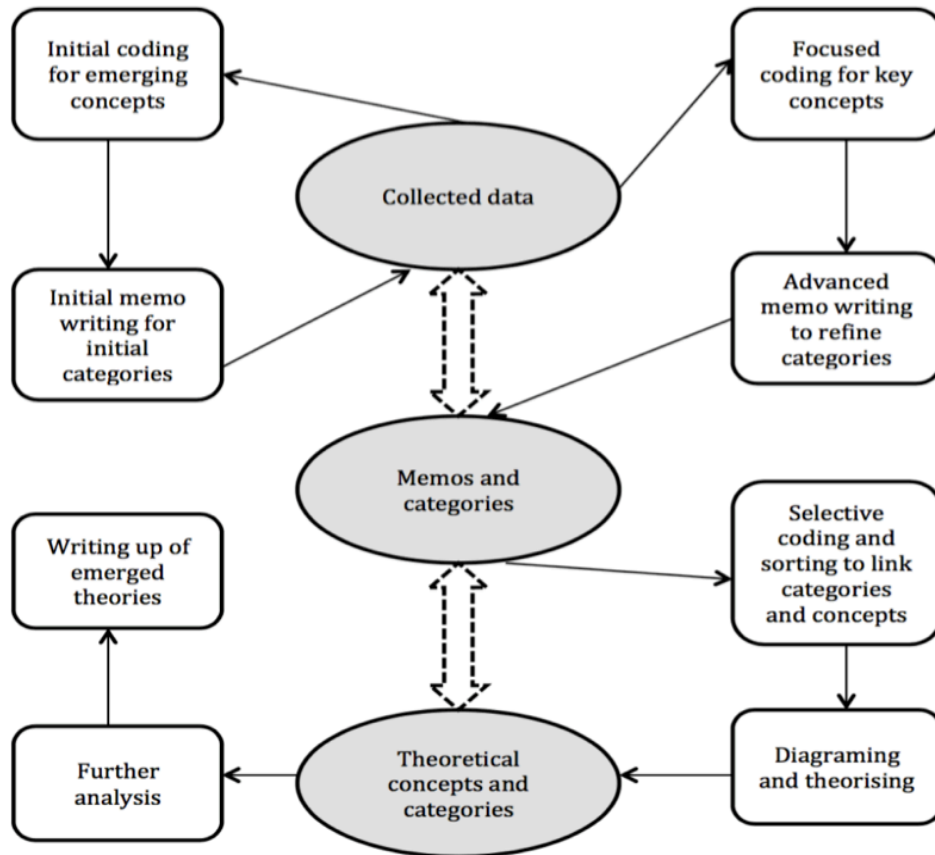 Initial coding
for emerging
concepts
Focused
coding for key
concepts
Collected data
Initial memo
writing for
initial
categories
Advanced
memo writing
to refine
categories
Memos and
categories
Writing up of
emerged
theories
Selective
coding and
sorting to link
categories
and concepts
Further
analysis
Theoretical
concepts and
categories
Diagraming
and theorising